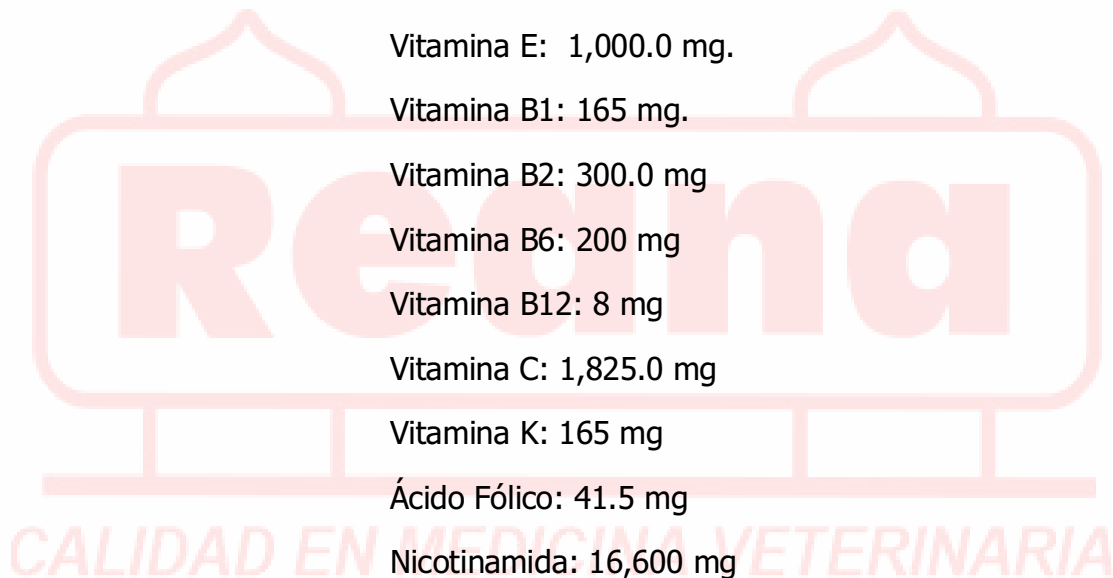 Vitamina E:  1,000.0 mg.
Vitamina B1: 165 mg.
Vitamina B2: 300.0 mg
Vitamina B6: 200 mg
Reana
Vitamina B12: 8 mg
Vitamina C: 1,825.0 mg
Vitamina K: 165 mg
Ácido Fólico: 41.5 mg
CALIDAD EN MEDICINA VETERINARIA
Nicotinamida: 16,600 mg